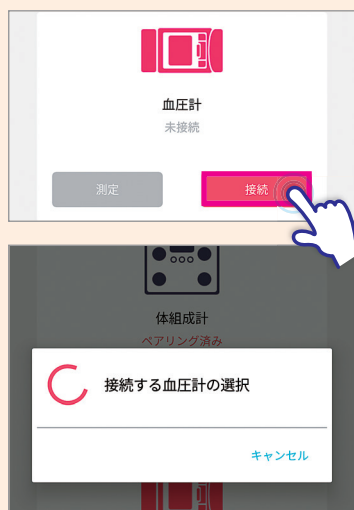 血圧計
未接続
測定
接続
体組成計
ペアリング済み
接続する血圧計の選択
キャンセル